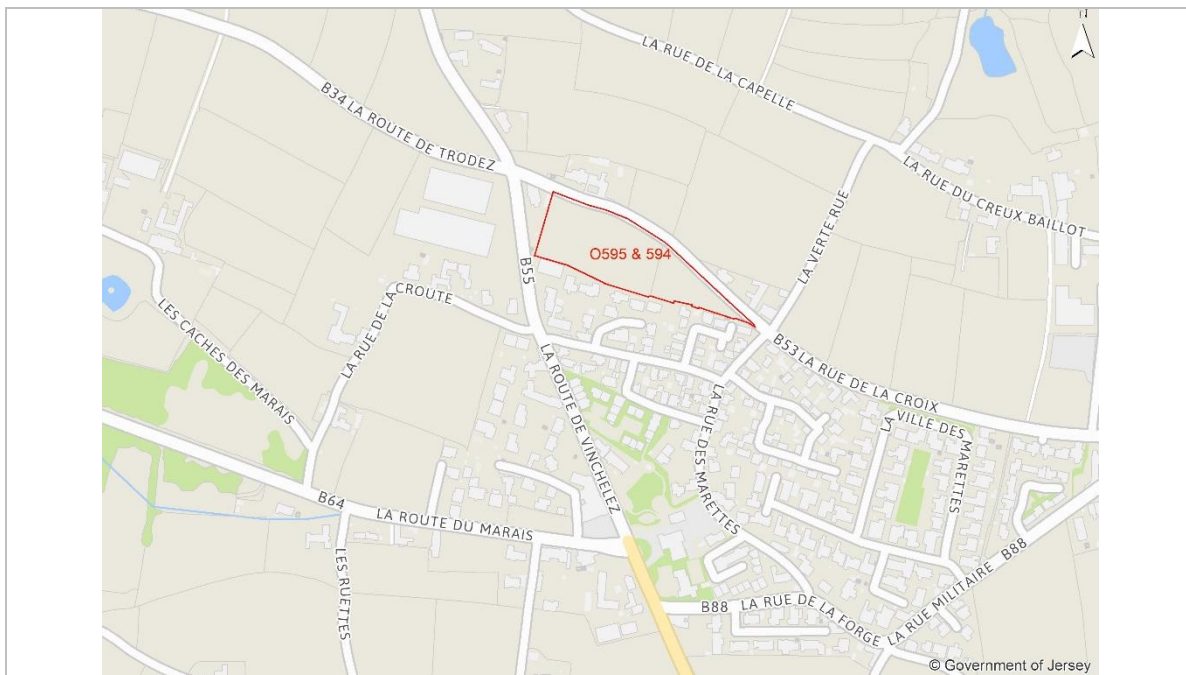 N
LA RUE DE LA CAPELLE
B34 LA ROUTE DE TRODEZ
LA RUE DU CREUX BAILLOT
LA VERTE RUE
O595 & 594
B55
LA RUE DE LA CROUTE
LES CACHES DES MARAIS
B53 LA RUE DE LA CROIX
LA ROUTE DE VINCHELEZ
LA RUE DES MARETTES
LA VILLE DES MARETTES
B64
LA ROUTE DU MARAIS
LES RUETTES
B88
LA RUE DE LA FORGE
LA RUE MILITAIRE B88
© Government of Jersey